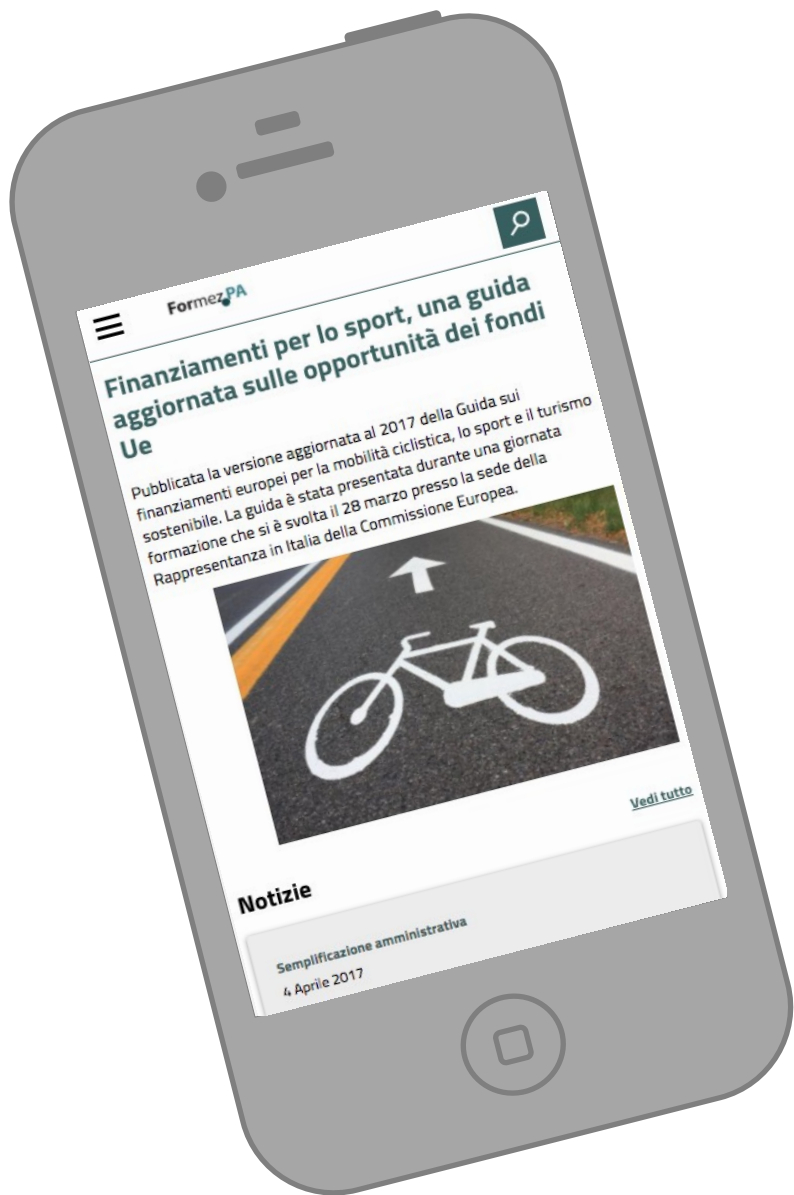 Formez PA
Finanziamenti per lo sport, una guida
aggiornata sulle opportunità dei fondi
Ue
Pubblicata la versione aggiornata al 2017 della Guida sui
finanziamenti europei per la mobilità ciclistica, lo sport e il turismo
sostenibile. La guida è stata presentata durante una giornata
formazione che si è svolta il 28 marzo presso la sede della
Rappresentanza in Italia della Commissione Europea.
Vedi tutto
Notizie
Semplificazione amministrativa
4 Aprile 2017